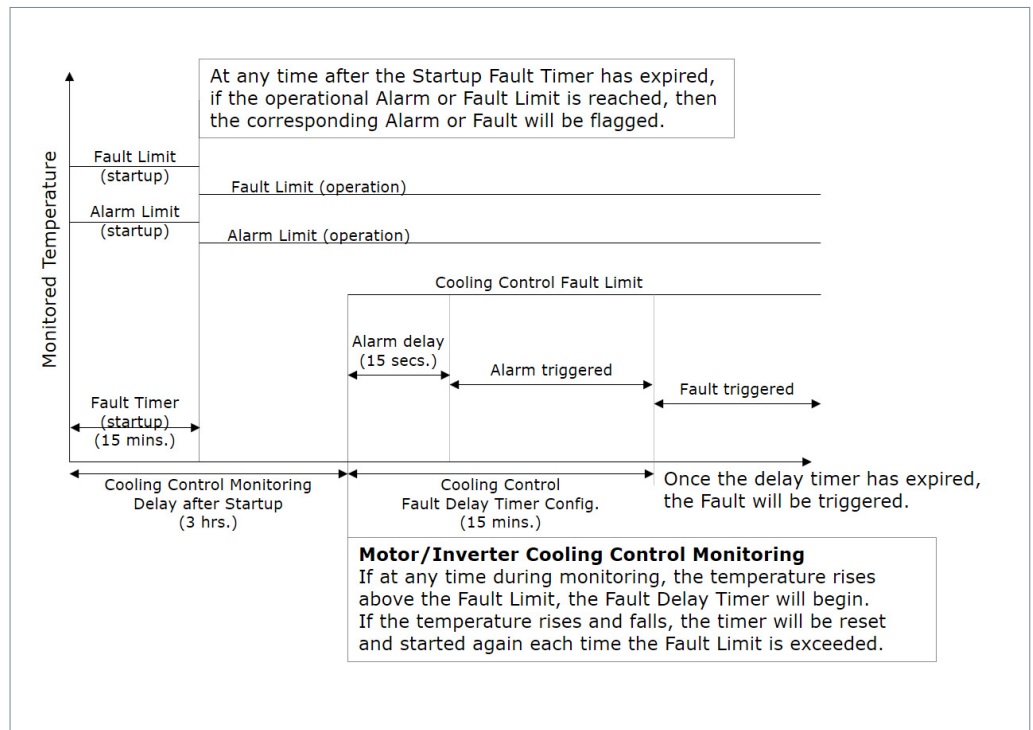 At any time after the Startup Fault Timer has expired,
if the operational Alarm or Fault Limit is reached, then
the corresponding Alarm or Fault will be flagged.
Monitored Temperature
Fault Limit
(startup)
Fault Limit (operation)
Alarm Limit
(startup)
Alarm Limit (operation)
Cooling Control Fault Limit
Alarm delay
(15 secs.)
Alarm triggered
Fault triggered
Fault Timer
(startup)
(15 mins.)
Cooling Control Monitoring
Delay after Startup
(3 hrs.)
Cooling Control
Fault Delay Timer Config.
(15 mins.)
Once the delay timer has expired,
the Fault will be triggered.
Motor/Inverter Cooling Control Monitoring
If at any time during monitoring, the temperature rises
above the Fault Limit, the Fault Delay Timer will begin.
If the temperature rises and falls, the timer will be reset
and started again each time the Fault Limit is exceeded.